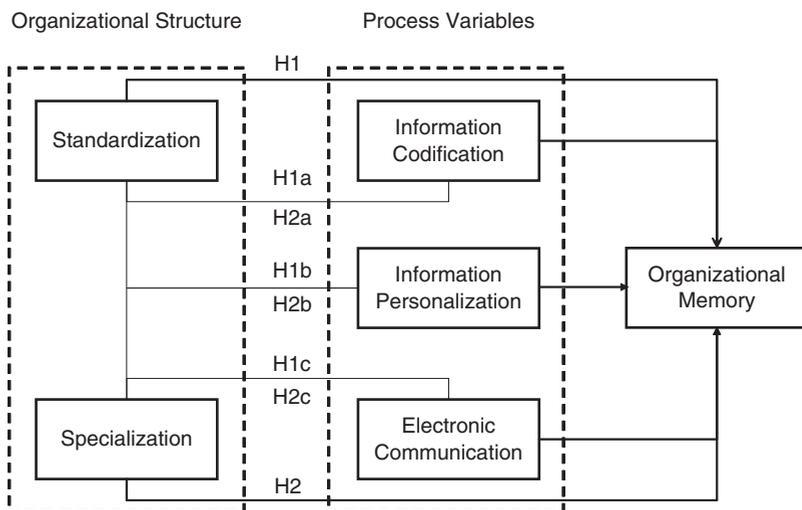 Organizational Structure
Process Variables
H1
Standardization
Information
Codification
H1a
H2a
H1b
H2b
Information
Personalization
Organizational
Memory
H1c
H2c
Specialization
Electronic
Communication
H2